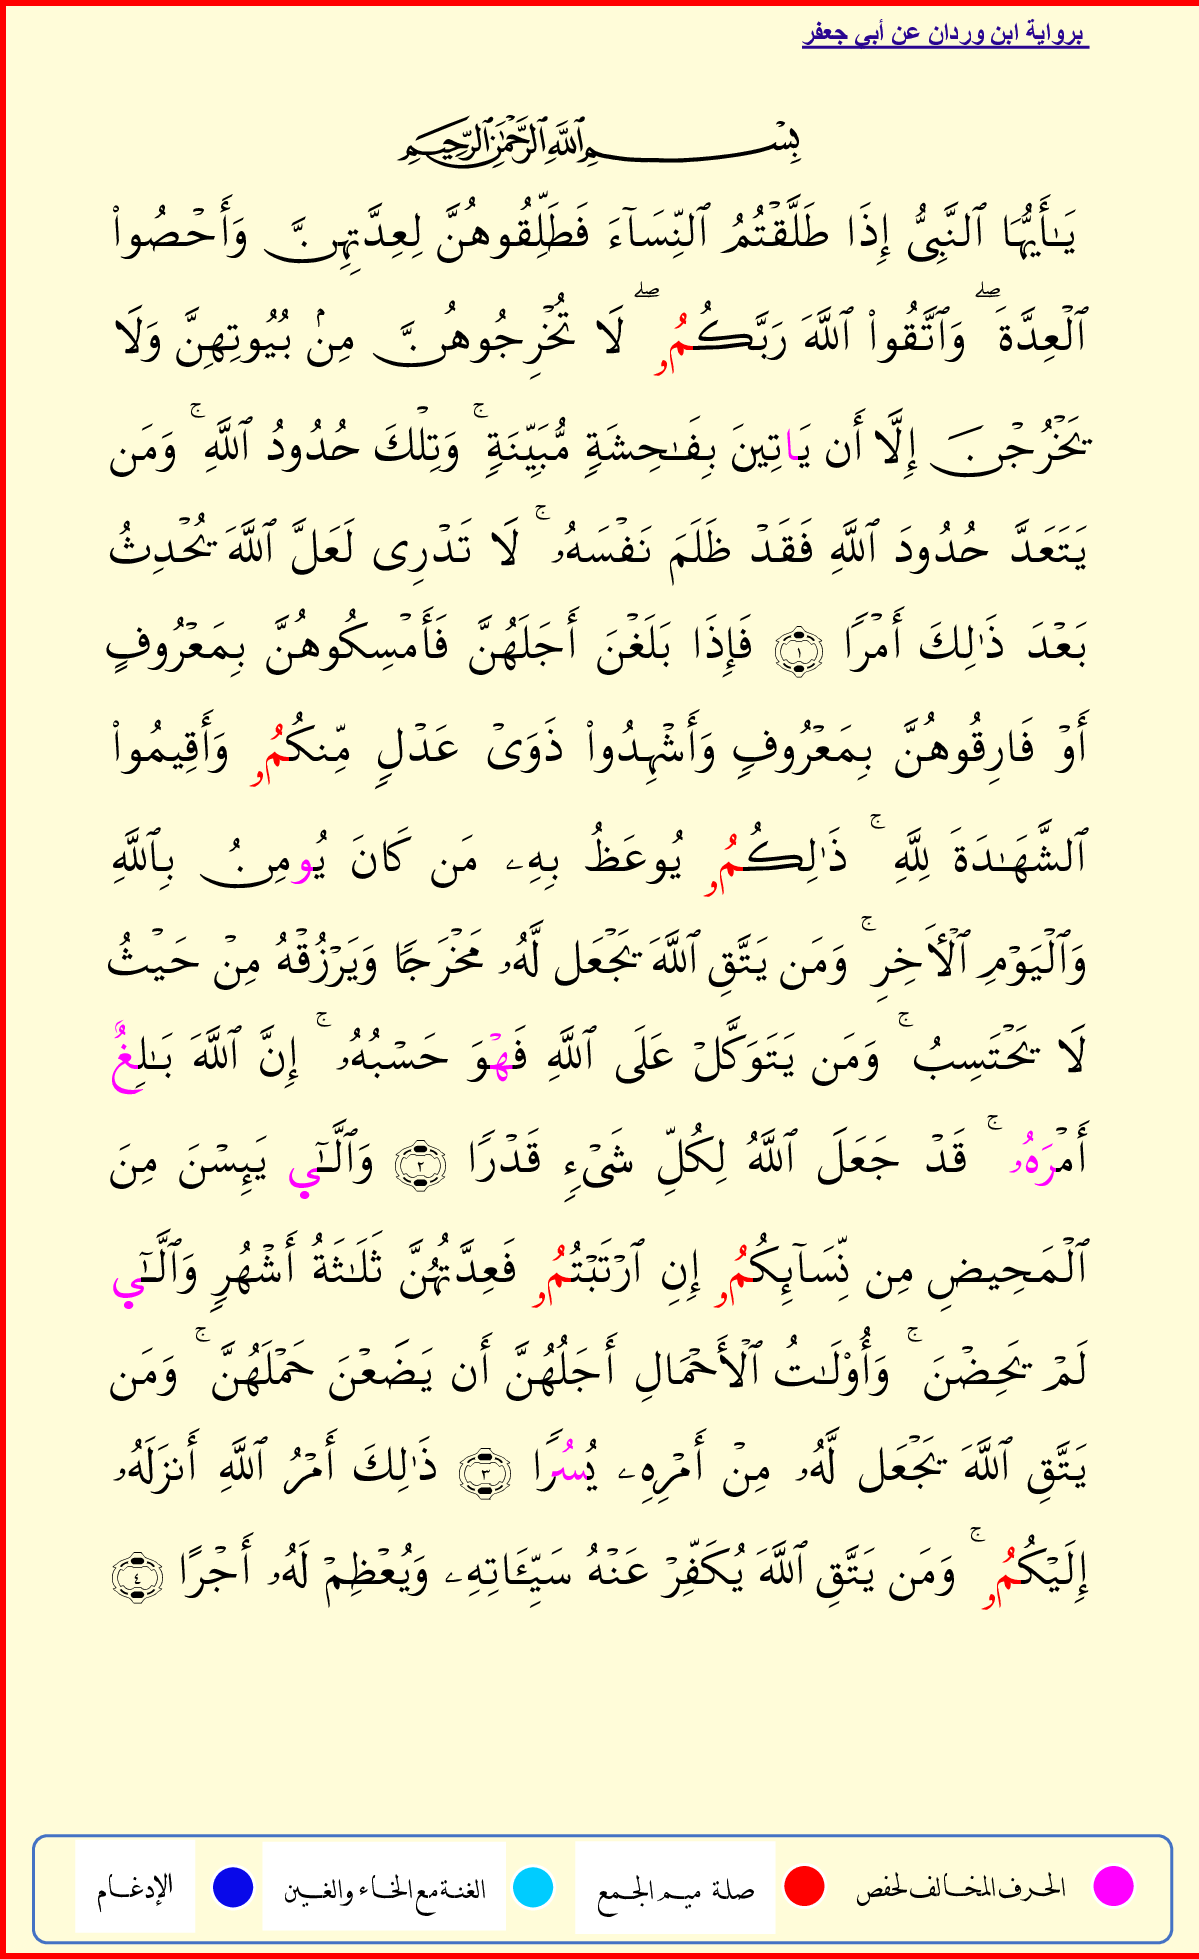 برواية ابن وردان عن أبي جعفر
بِسْمِ ٱللَّهِ ٱلرَّحْمَٰنِ ٱلرَّحِيمِ
يَـٰٓأَيُّهَا ٱلنَّبِىُّ إِذَا طَلَّقْتُمُ ٱلنِّسَآءَ فَطَلِّقُوهُنَّ لِعِدَّتِهِنَّ وَأَحْصُوا۟
ٱلْعِدَّةَ ۖ وَٱتَّقُوا۟ ٱللَّهَ رَبَّكُمُۥ ۖ لَا تُخْرِجُوهُنَّ مِنۢ بُيُوتِهِنَّ وَلَا
يَخْرُجْنَ إِلَّا أَن يَاتِينَ بِفَـٰحِشَةٍ مُّبَيِّنَةٍ ۚ وَتِلْكَ حُدُودُ ٱللَّهِ ۚ وَمَن
يَتَعَدَّ حُدُودَ ٱللَّهِ فَقَدْ ظَلَمَ نَفْسَهُۥ ۚ لَا تَدْرِى لَعَلَّ ٱللَّهَ يُحْدِثُ
بَعْدَ ذَٰلِكَ أَمْرًا ١ فَإِذَا بَلَغْنَ أَجَلَهُنَّ فَأَمْسِكُوهُنَّ بِمَعْرُوفٍ
أَوْ فَارِقُوهُنَّ بِمَعْرُوفٍ وَأَشْهِدُوا۟ ذَوَىْ عَدْلٍ مِّنكُمُۥ وَأَقِيمُوا۟
ٱلشَّهَـٰدَةَ لِلَّهِ ۚ ذَٰلِكُمُۥ يُوعَظُ بِهِۦ مَن كَانَ يُومِنُ بِٱللَّهِ
وَٱلْيَوْمِ ٱلْأَخِرِ ۚ وَمَن يَتَّقِ ٱللَّهَ يَجْعَل لَّهُۥ مَخْرَجًا وَيَرْزُقْهُ مِنْ حَيْثُ
لَا يَحْتَسِبُ ۚ وَمَن يَتَوَكَّلْ عَلَى ٱللَّهِ فَهْوَ حَسْبُهُۥ ۚ إِنَّ ٱللَّهَ بَـٰلِغٌ
أَمْرَهُۥ ۚ قَدْ جَعَلَ ٱللَّهُ لِكُلِّ شَىْءٍ قَدْرًا ٢ وَٱلَّـٰٓي يَئِسْنَ مِنَ
ٱلْمَحِيضِ مِن نِّسَآئِكُمُۥ إِنِ ٱرْتَبْتُمُۥ فَعِدَّتُهُنَّ ثَلَـٰثَةُ أَشْهُرٍ وَٱلَّـٰٓي
لَمْ يَحِضْنَ ۚ وَأُو۟لَـٰتُ ٱلْأَحْمَالِ أَجَلُهُنَّ أَن يَضَعْنَ حَمْلَهُنَّ ۚ وَمَن
يَتَّقِ ٱللَّهَ يَجْعَل لَّهُۥ مِنْ أَمْرِهِۦ يُسُرًا ٣ ذَٰلِكَ أَمْرُ ٱللَّهِ أَنزَلَهُۥ
إِلَيْكُمُۥ ۚ وَمَن يَتَّقِ ٱللَّهَ يُكَفِّرْ عَنْهُ سَيِّـَٔاتِهِۦ وَيُعْظِمْ لَهُۥ أَجْرًا ٤
الحرف المخالف لحفص صلة ميم الجمع الغنة مع الخاء والغين الإدغام